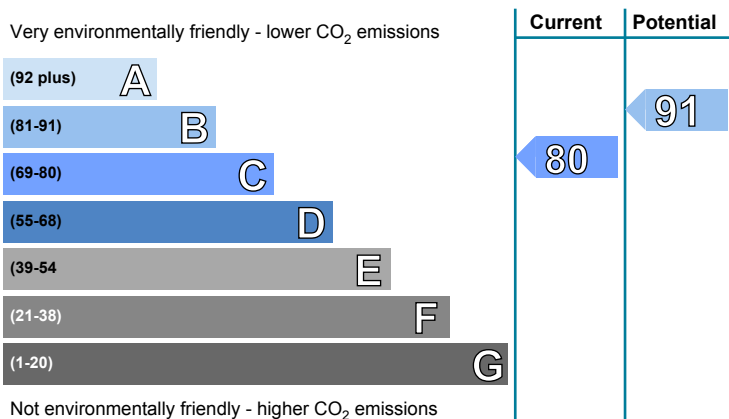 Current Potential
Very environmentally friendly - lower CO₂ emissions
(92 plus) A
(81-91) B
91
(69-80) C
80
(55-68) D
(39-54 E
(21-38) F
(1-20) G
Not environmentally friendly - higher CO₂ emissions